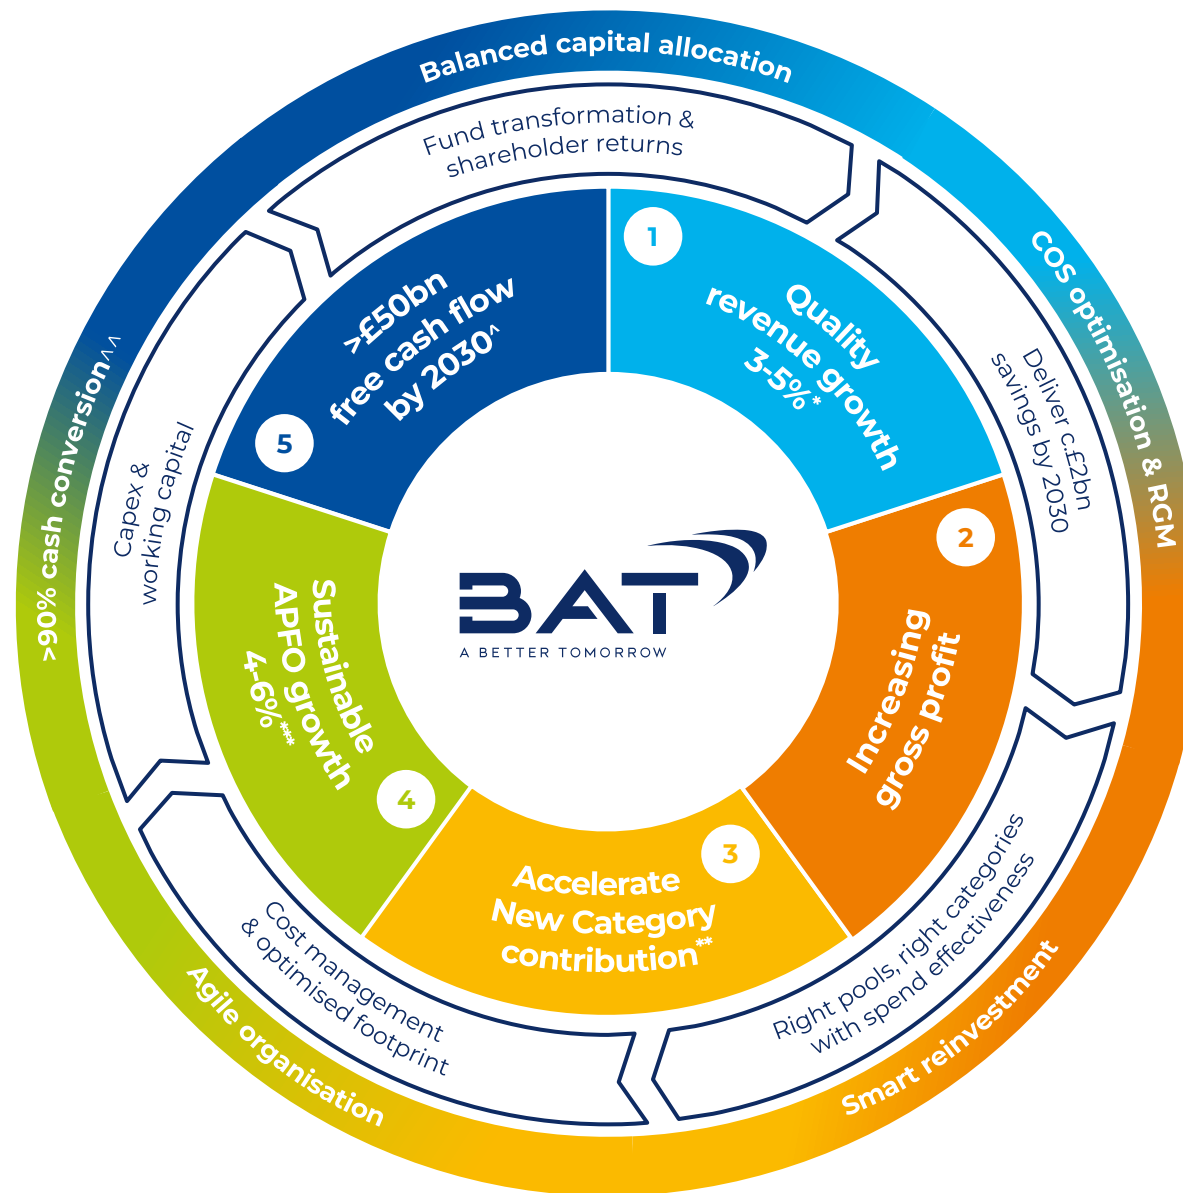 Balanced capital allocation
Fund transformation &
shareholder returns
COS optimisation & RGM
Deliver c.£2bn
savings by 2030
1
Quality
revenue growth
3-5%*
2
Increasing
gross profit
Right pools, right categories
with spend effectiveness
Smart reinvestment
3
Accelerate
New Category
contribution**
Cost management
& optimised footprint
Agile organisation
4
Sustainable
APFO growth
4-6%***
Capex &
working capital
>90% cash conversion^^
5
>£50bn
free cash flow
by 2030^
BAT
A BETTER TOMORROW